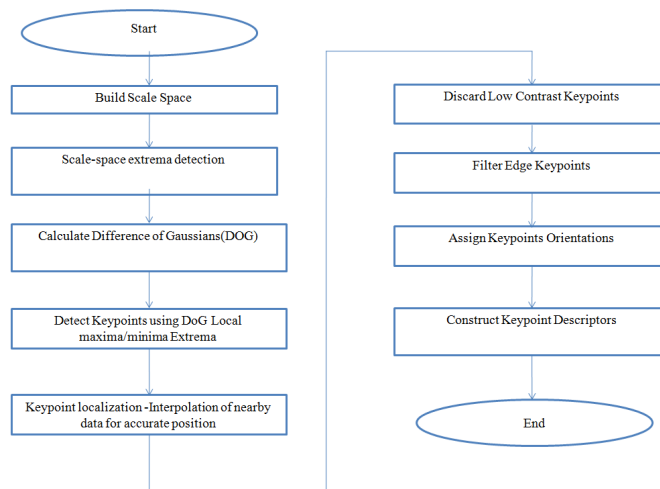 Start
Build Scale Space
Scale-space extrema detection
Calculate Difference of Gaussians(DOG)
Detect Keypoints using DoG Local
maxima/minima Extrema
Keypoint localization -Interpolation of nearby
data for accurate position
Discard Low Contrast Keypoints
Filter Edge Keypoints
Assign Keypoints Orientations
Construct Keypoint Descriptors
End